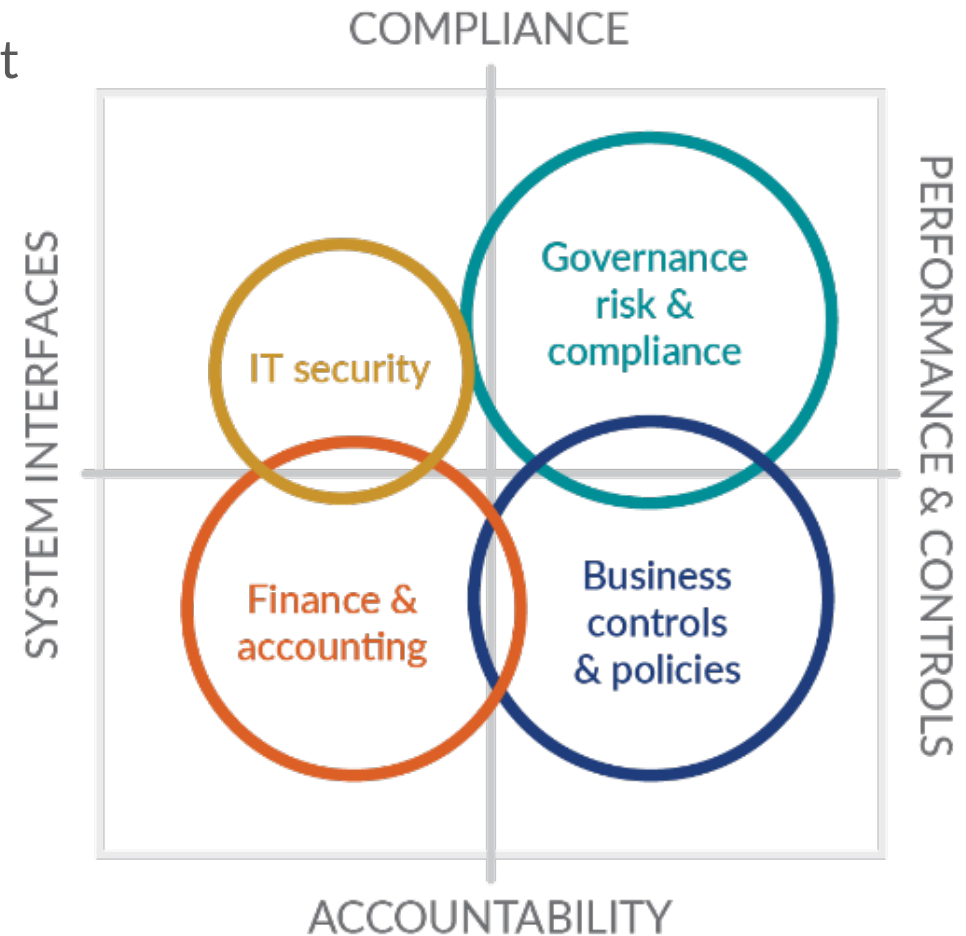 COMPLIANCE
t
Governance
risk &
compliance
IT security
SYSTEM INTERFACES
PERFORMANCE & CONTROLS
Finance &
accounting
Business
controls
& policies
ACCOUNTABILITY